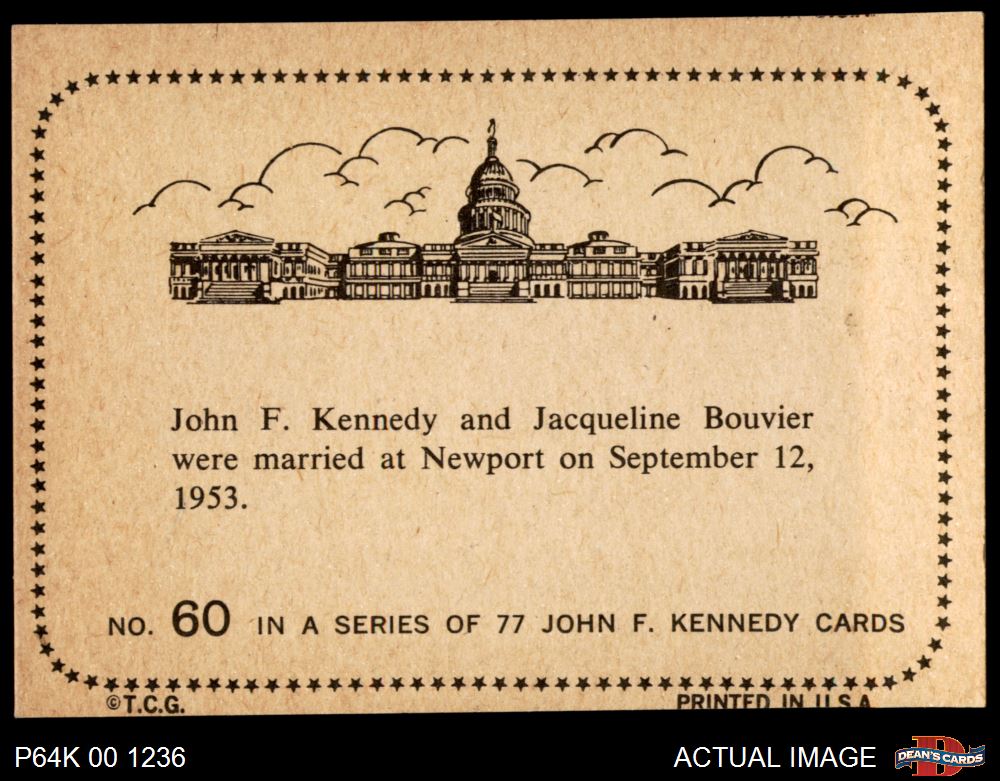 John F. Kennedy and Jacqueline Bouvier
were married at Newport on September 12,
1953.
NO. 60 IN A SERIES OF 77 JOHN F. KENNEDY CARDS
©T.C.G. PRINTED IN U.S.A.
P64K 00 1236 ACTUAL IMAGE DEAN'S CARDS